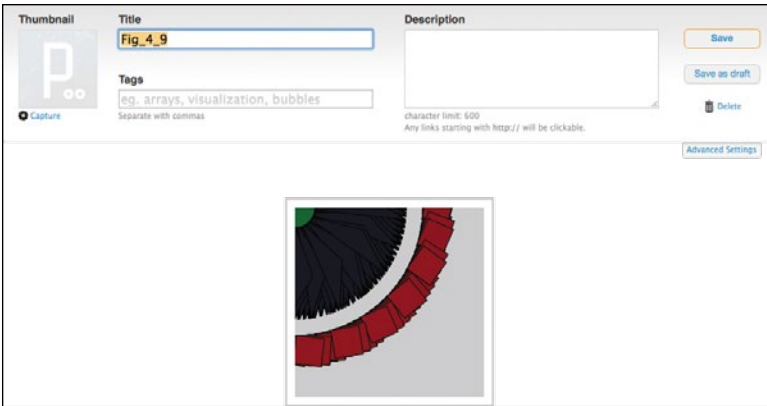 Thumbnail
Title
Description
Fig_4_9
Save
Save as draft
Tags
eg. arrays, visualization, bubbles
Delete
Capture
Separate with commas
character limit: 600
Any links starting with http:// will be clickable.
Advanced Settings